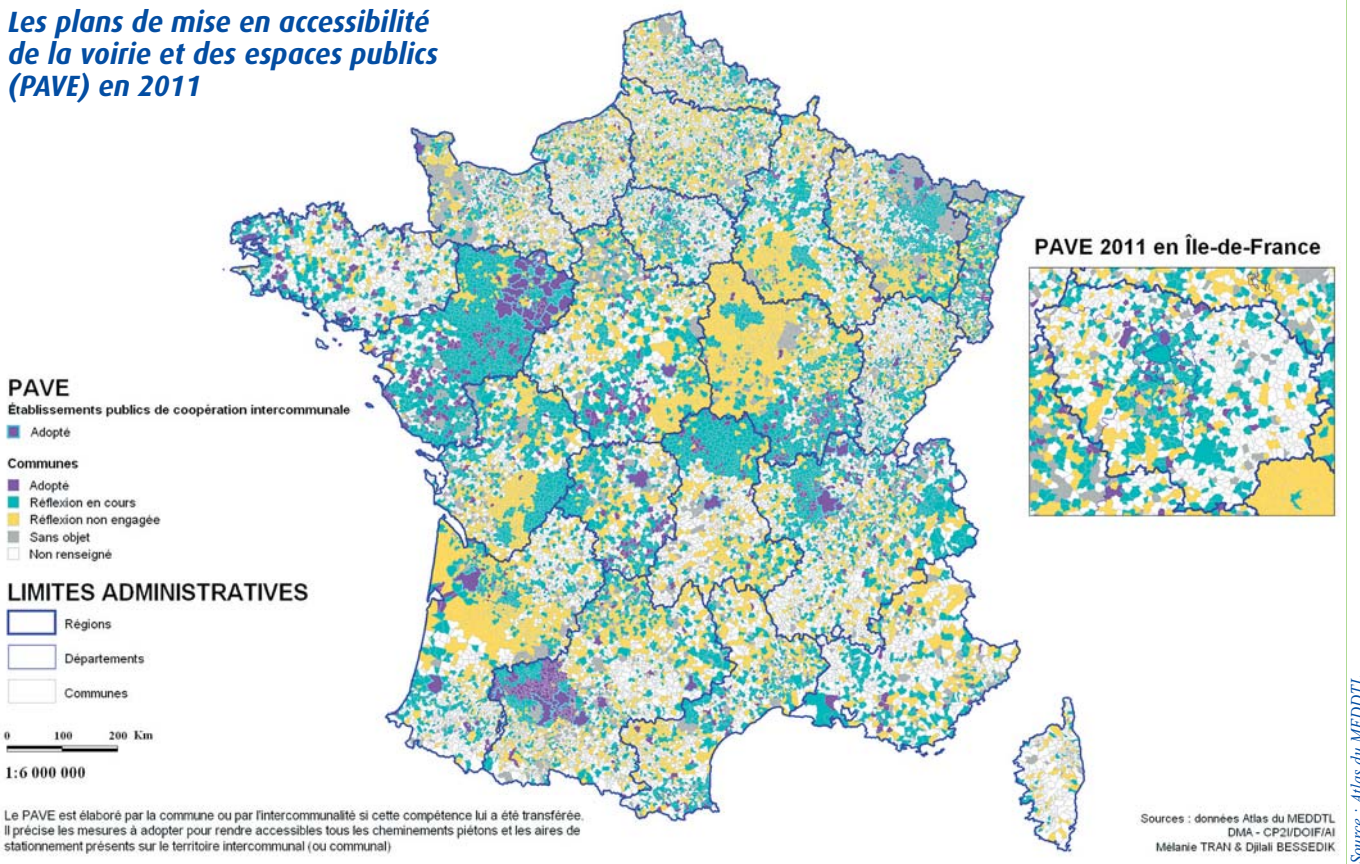 Les plans de mise en accessibilité
de la voirie et des espaces publics
(PAVE) en 2011
PAVE 2011 en Île-de-France
PAVE
Établissements publics de coopération intercommunale
Adopté
Communes
Adopté
Réflexion en cours
Réflexion non engagée
Sans objet
Non renseigné
LIMITES ADMINISTRATIVES
Régions
Départements
Communes
0 100 200 Km
1:6 000 000
Le PAVE est élaboré par la commune ou par l'intercommunalité si cette compétence lui a été transférée.
Il précise les mesures à adopter pour rendre accessibles tous les cheminements piétons et les aires de
stationnement présents sur le territoire intercommunal (ou communal)
Sources : données Atlas du MEDDTL
DMA - CP2I/DOIF/AI
Mélanie TRAN & Djilali BESSEDIK
Source : Atlas du MEDDTL